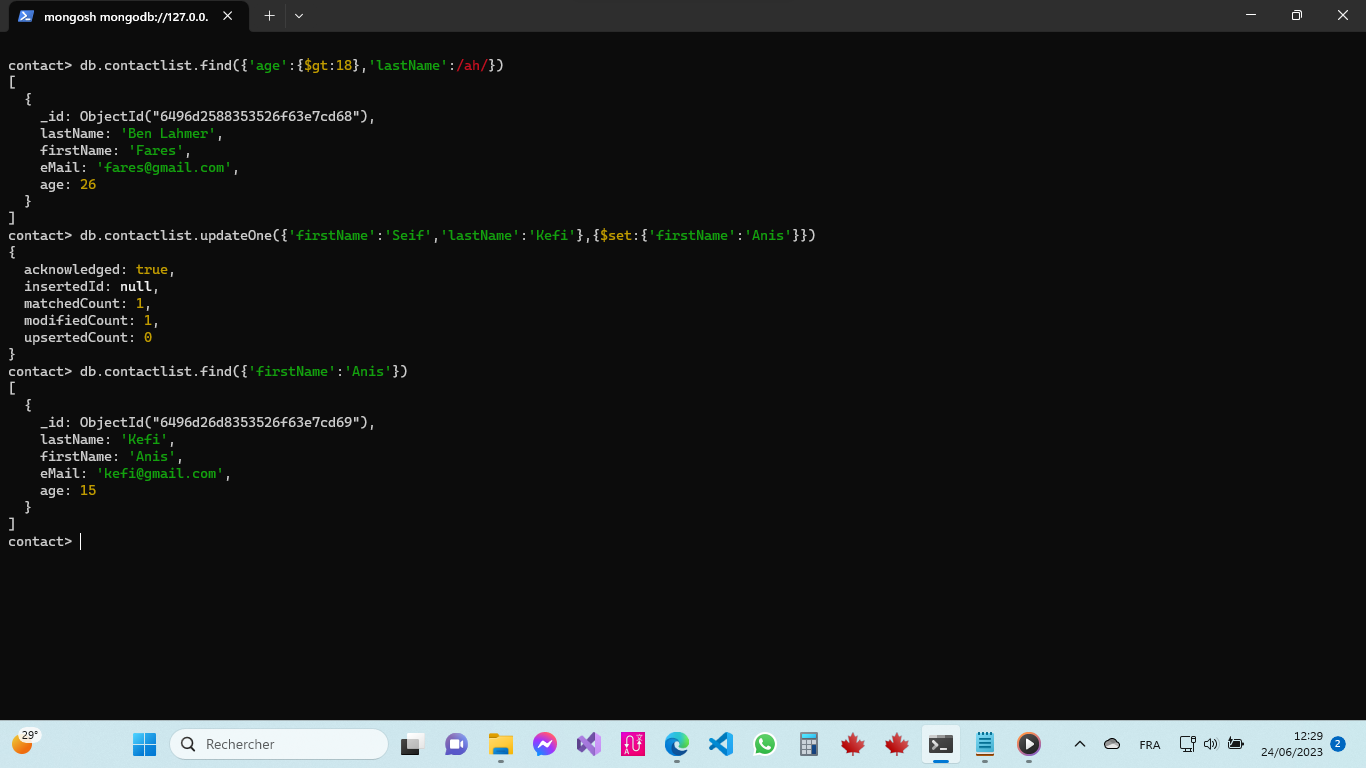 mongosh mongodb://127.0.0.
contact> db.contactlist.find({'age':{$gt:18},'lastName':/ah/})
[
{
_id: ObjectId("6496d2588353526f63e7cd68"),
lastName: 'Ben Lahmer',
firstName: 'Fares',
eMail: 'fares@gmail.com',
age: 26
}
]
contact> db.contactlist.updateOne({'firstName':'Seif','lastName':'Kefi'},{$set:{'firstName':'Anis'}})
{
acknowledged: true,
insertedId: null,
matchedCount: 1,
modifiedCount: 1,
upsertedCount: 0
}
contact> db.contactlist.find({'firstName':'Anis'})
[
{
_id: ObjectId("6496d26d8353526f63e7cd69"),
lastName: 'Kefi',
firstName: 'Anis',
eMail: 'kefi@gmail.com',
age: 15
}
]
contact>
29°
Rechercher
FRA
12:29
24/06/2023
2